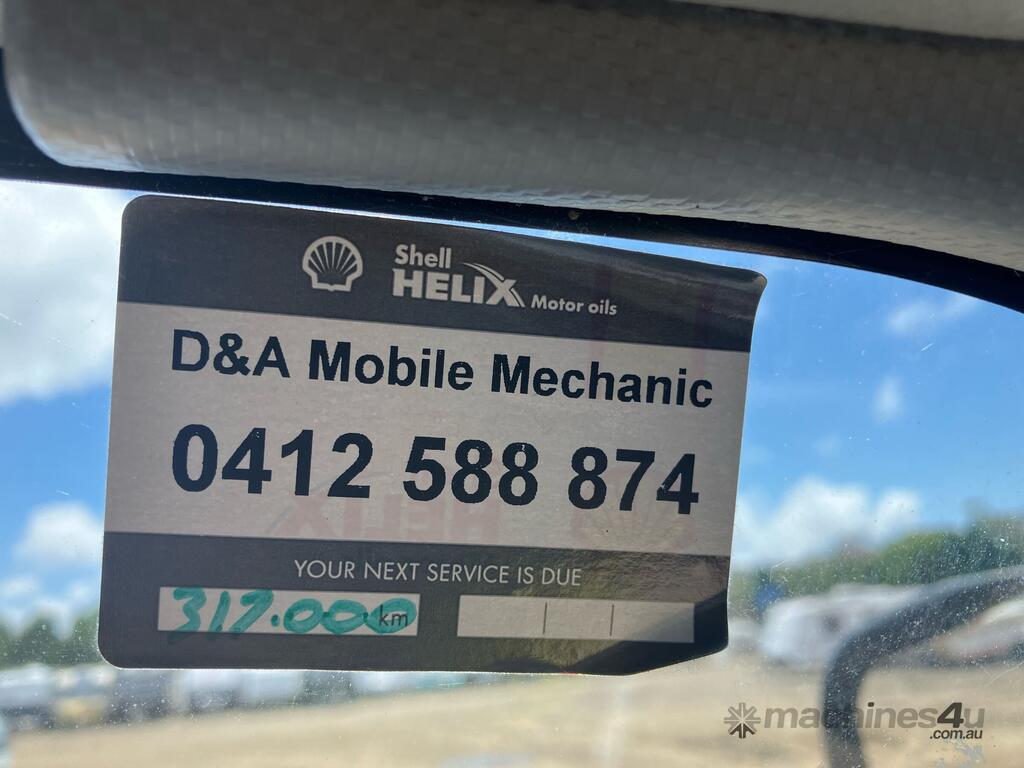 Shell
HELIX Motor oils
D&A Mobile Mechanic
0412 588 874
YOUR NEXT SERVICE IS DUE
317.000 km
machines4u
.com.au